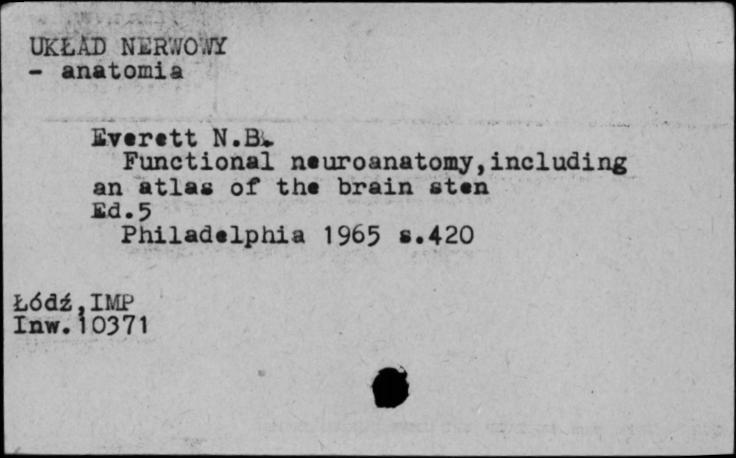 UKŁAD NERWOWY
- anatomia
Everett N.B.
Functional neuroanatomy,including
an atlas of the brain sten
Ed.5
Philadelphia 1965 s.420
Łódź,IMP
Inw.10371